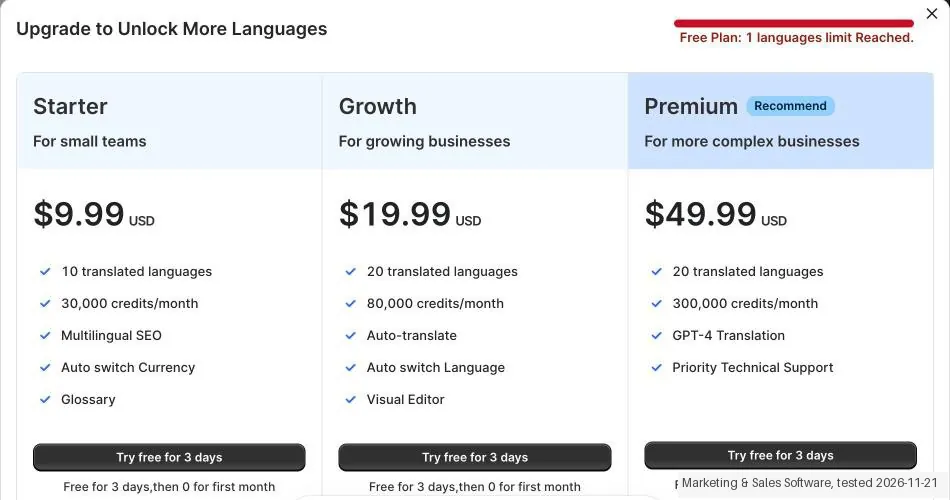 Upgrade to Unlock More Languages
Free Plan: 1 languages limit Reached.
Starter
For small teams
$9.99 USD
10 translated languages
30,000 credits/month
Multilingual SEO
Auto switch Currency
Glossary
Try free for 3 days
Free for 3 days,then 0 for first month
Growth
For growing businesses
$19.99 USD
20 translated languages
80,000 credits/month
Auto-translate
Auto switch Language
Visual Editor
Try free for 3 days
Free for 3 days,then 0 for first month
Premium Recommend
For more complex businesses
$49.99 USD
20 translated languages
300,000 credits/month
GPT-4 Translation
Priority Technical Support
Try free for 3 days
Marketing & Sales Software, tested 2026-11-21